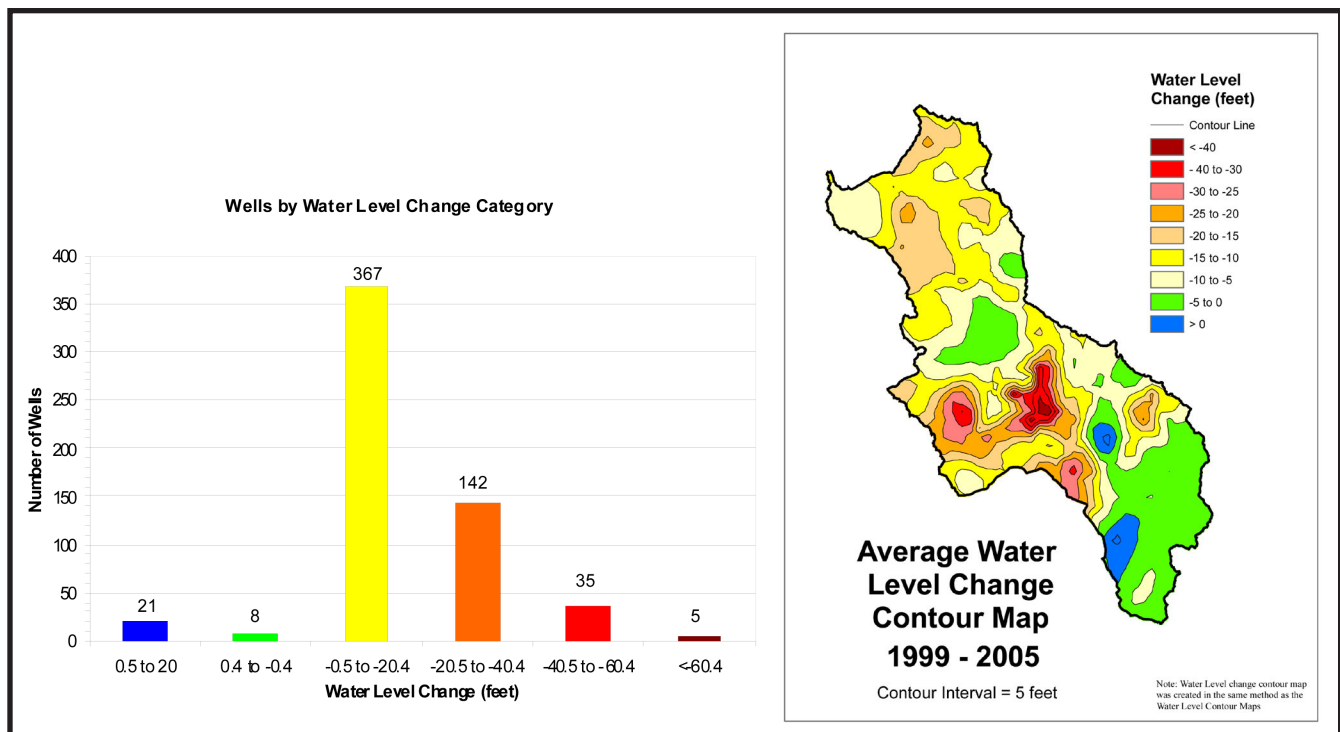 Wells by Water Level Change Category
400
350
300
250
200
150
100
50
0
Number of Wells
21
8
367
142
35
5
0.5 to 20
0.4 to -0.4
-0.5 to -20.4
-20.5 to -40.4
-40.5 to -60.4
<-60.4
Water Level Change (feet)
Water Level
Change (feet)
Contour Line
< -40
- 40 to -30
-30 to -25
-25 to -20
-20 to -15
-15 to -10
-10 to -5
-5 to 0
> 0
Average Water
Level Change
Contour Map
1999 - 2005
Contour Interval = 5 feet
Note: Water Level change contour map
was created in the same method as the
Water Level Contour Maps